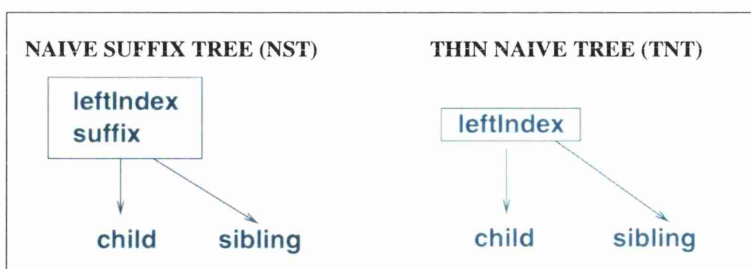 NAIVE SUFFIX TREE (NST)
leftIndex
suffix
child sibling
THIN NAIVE TREE (TNT)
leftIndex
child sibling